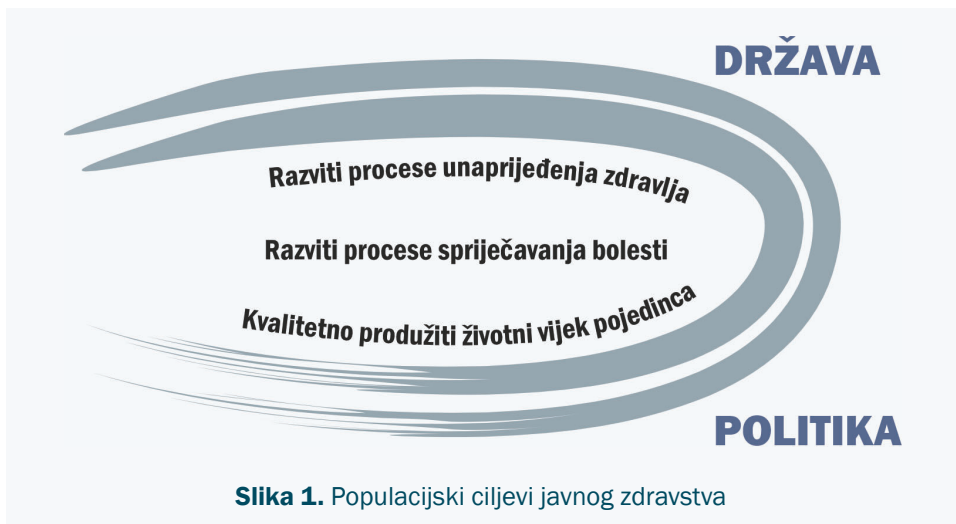 DRŽAVA
Razviti procese unaprijeđenja zdravlja
Razviti procese spriječavanja bolesti
Kvalitetno produžiti životni vijek pojedinca
POLITIKA
Slika 1. Populacijski ciljevi javnog zdravstva